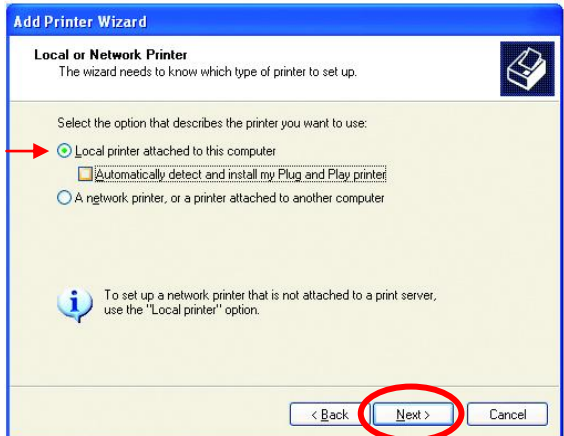 Add Printer Wizard
Local or Network Printer
The wizard needs to know which type of printer to set up.
Select the option that describes the printer you want to use:
Local printer attached to this computer
Automatically detect and install my Plug and Play printer
A network printer, or a printer attached to another computer
To set up a network printer that is not attached to a print server,
use the "Local printer" option.
< Back Next > Cancel